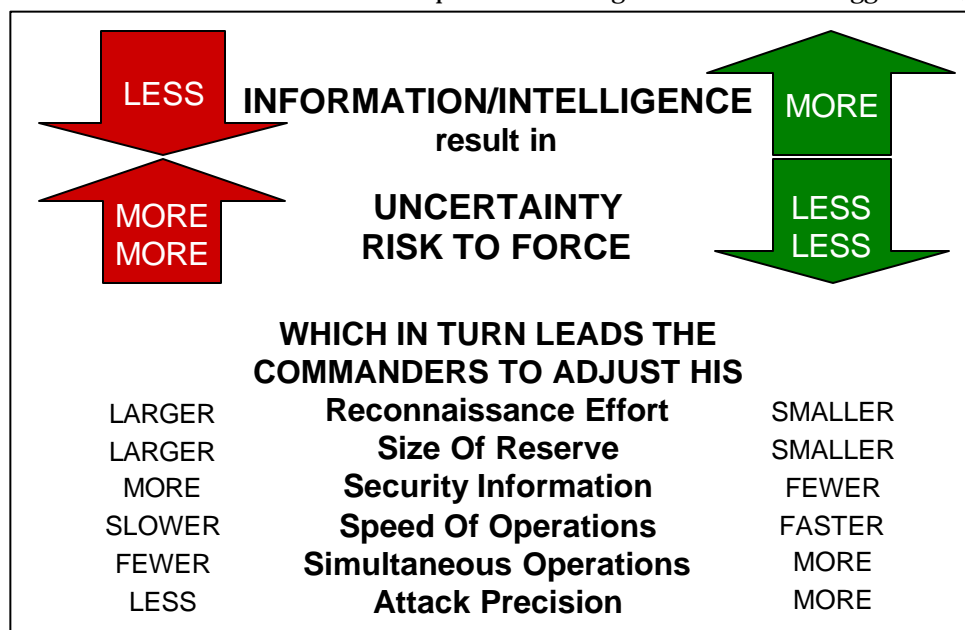 LESS INFORMATION/INTELLIGENCE MORE
result in
MORE UNCERTAINTY LESS
MORE RISK TO FORCE LESS
WHICH IN TURN LEADS THE
COMMANDERS TO ADJUST HIS
LARGER Reconnaissance Effort SMALLER
LARGER Size Of Reserve SMALLER
MORE Security Information FEWER
SLOWER Speed Of Operations FASTER
FEWER Simultaneous Operations MORE
LESS Attack Precision MORE